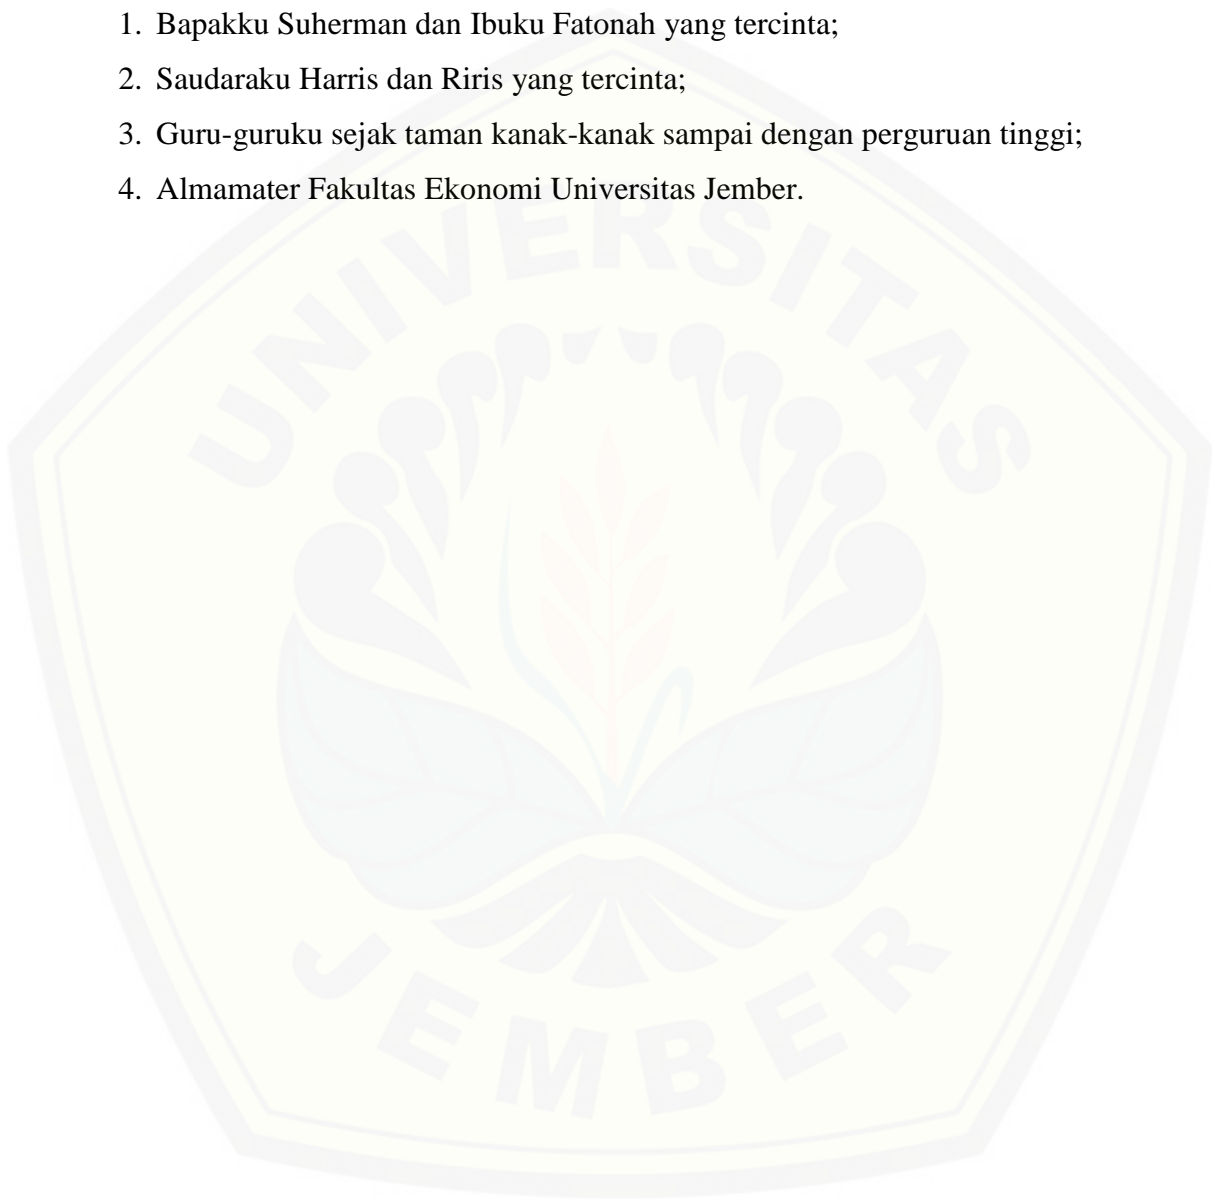 1. Bapakku Suherman dan Ibuku Fatonah yang tercinta;
2. Saudaraku Harris dan Riris yang tercinta;
3. Guru-guruku sejak taman kanak-kanak sampai dengan perguruan tinggi;
4. Almamater Fakultas Ekonomi Universitas Jember.
UNIVERSITAS
JEMBER